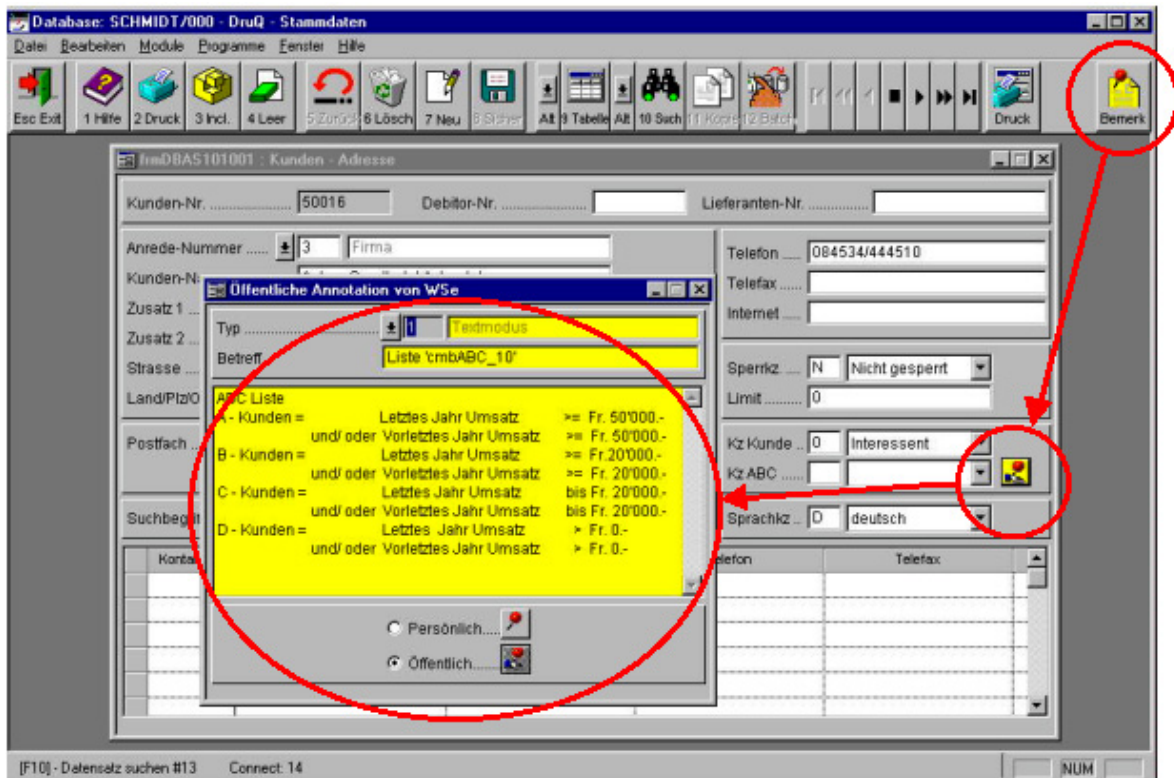 Database: SCHMIDT/000 - DruQ - Stammdaten
Datei Bearbeiten Module Programme Fenster Hilfe
Esc Exit 1 Hilfe 2 Druck 3 Incl. 4 Leer 5 Zurück 6 Lösch 7 Neu 8 Sicher Alt 9 Tabelle Alt 10 Such 11 Kopie 12 Batch Druck Bemerk
frmDBAS101001 : Kunden - Adresse
Kunden-Nr. 50016 Debitor-Nr. Lieferanten-Nr.
Anrede-Nummer 3 Firma
Kunden-N
Zusatz 1
Zusatz 2
Strasse
Land/Plz/O
Postfach
Suchbegrif
Telefon 084534/444510
Telefax
Internet
Sperrkz. N Nicht gesperrt
Limit 0
Kz Kunde 0 Interessent
Kz ABC
Sprachkz D deutsch
Konta elefon Telefax
Öffentliche Annotation von WSe
Typ 1 Textmodus
Betreff Liste 'cmbABC_10'
ABC Liste
A - Kunden = Letztes Jahr Umsatz >= Fr. 50'000.-
und/ oder Vorletztes Jahr Umsatz >= Fr. 50'000.-
B - Kunden = Letztes Jahr Umsatz >= Fr.20'000.-
und/ oder Vorletztes Jahr Umsatz >= Fr. 20'000.-
C - Kunden = Letztes Jahr Umsatz bis Fr. 20'000.-
und/ oder Vorletztes Jahr Umsatz bis Fr. 20'000.-
D - Kunden = Letztes Jahr Umsatz > Fr. 0.-
und/ oder Vorletztes Jahr Umsatz > Fr. 0.-
Persönlich.....
Öffentlich.......
[F10] - Datensatz suchen #13 Connect: 14 NUM